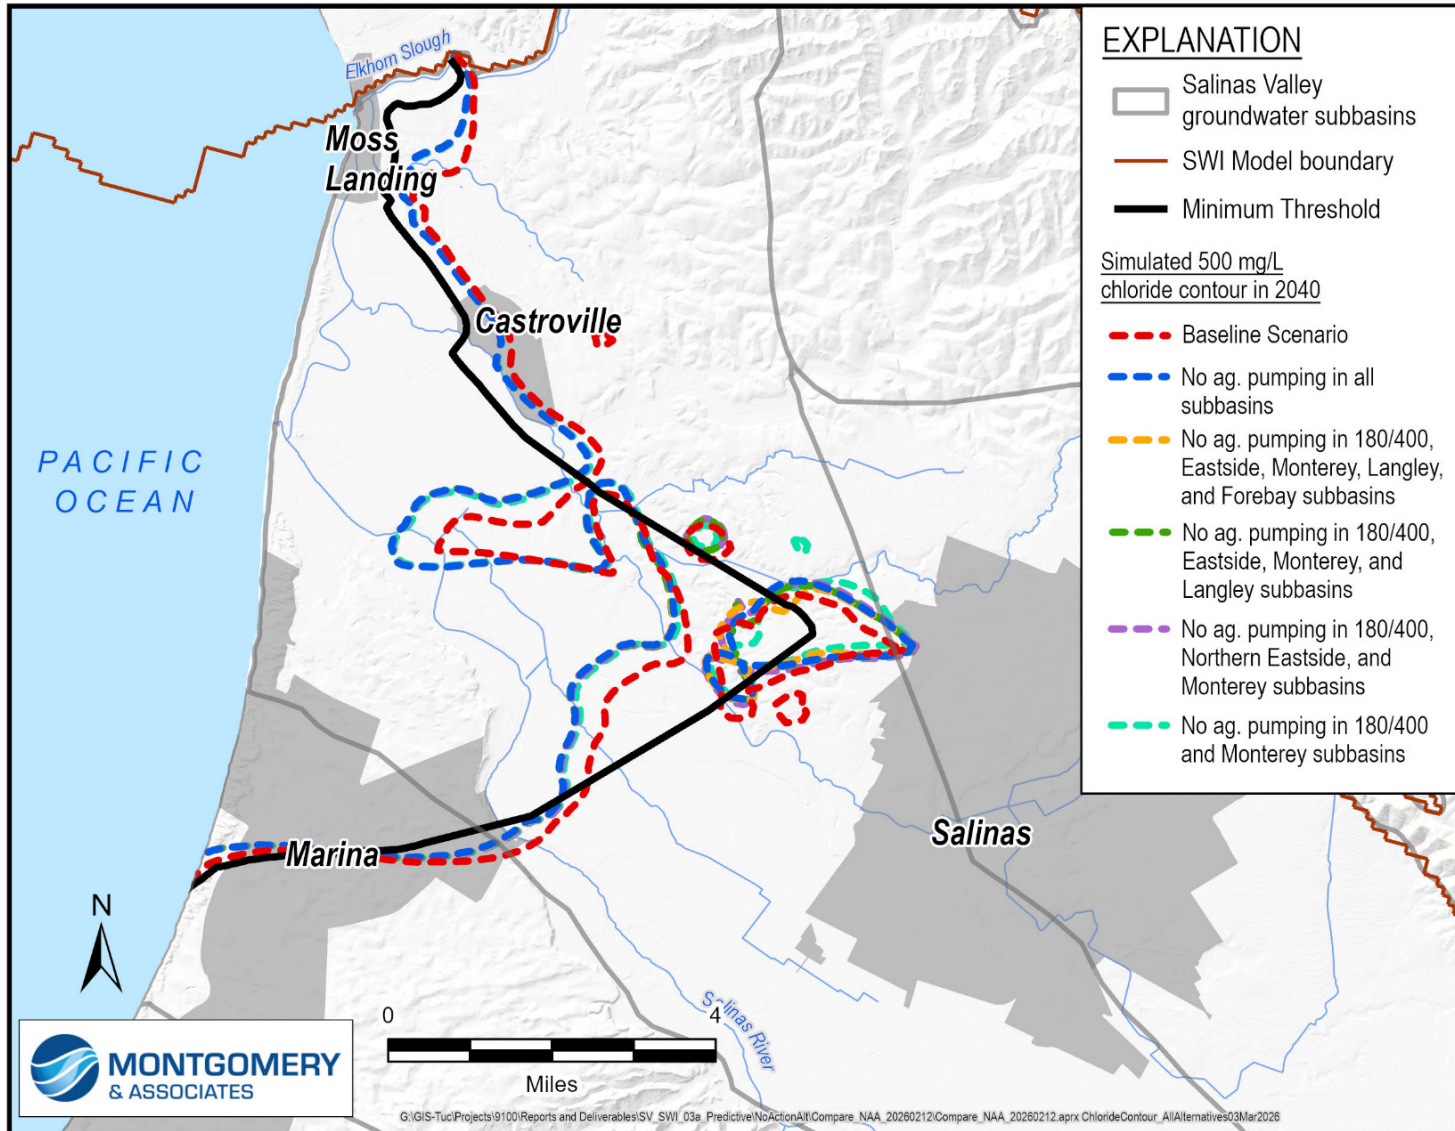 Elkhorn Slough
Moss
Landing
Castroville
PACIFIC
OCEAN
Marina
Salinas
Salinas River
N
0
4
Miles
MONTGOMERY
& ASSOCIATES
G:\GIS-Tuc\Projects\9100\Reports and Deliverables\SV_SWI_03a_Predictive\NoActionAlt\Compare_NAA_20260212\Compare_NAA_20260212.aprx ChlorideContour_AllAlternatives03Mar2026
EXPLANATION
Salinas Valley
groundwater subbasins
SWI Model boundary
Minimum Threshold
Simulated 500 mg/L
chloride contour in 2040
Baseline Scenario
No ag. pumping in all
subbasins
No ag. pumping in 180/400,
Eastside, Monterey, Langley,
and Forebay subbasins
No ag. pumping in 180/400,
Eastside, Monterey, and
Langley subbasins
No ag. pumping in 180/400,
Northern Eastside, and
Monterey subbasins
No ag. pumping in 180/400
and Monterey subbasins